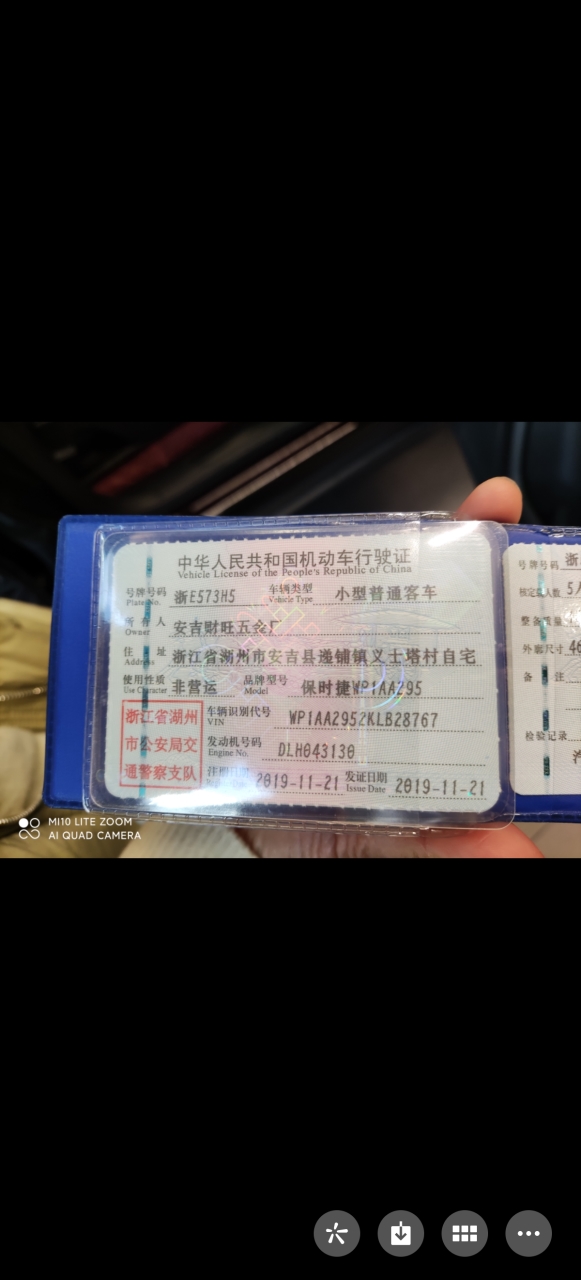 中华人民共和国机动车行驶证
Vehicle License of the People's Republic of China
号牌号码 浙E573H5 车辆类型 小型普通客车
Plate No. Vehicle Type
所有人 安吉财旺五金厂
Owner
住址 浙江省湖州市安吉县递铺镇义士塔村自宅
Address
使用性质 非营运 品牌型号 保时捷WP1AA295
Use Character Model
浙江省湖州
市公安局交
通警察支队
车辆识别代号 WP1AA2952KLB28767
VIN
发动机号码 DLH043130
Engine No.
注册日期 2019-11-21 发证日期 2019-11-21
Issue Date
号牌号码 浙
核定载人数 5人
整备质量
外廓尺寸 46
备注
检验记录
MI10 LITE ZOOM
AI QUAD CAMERA